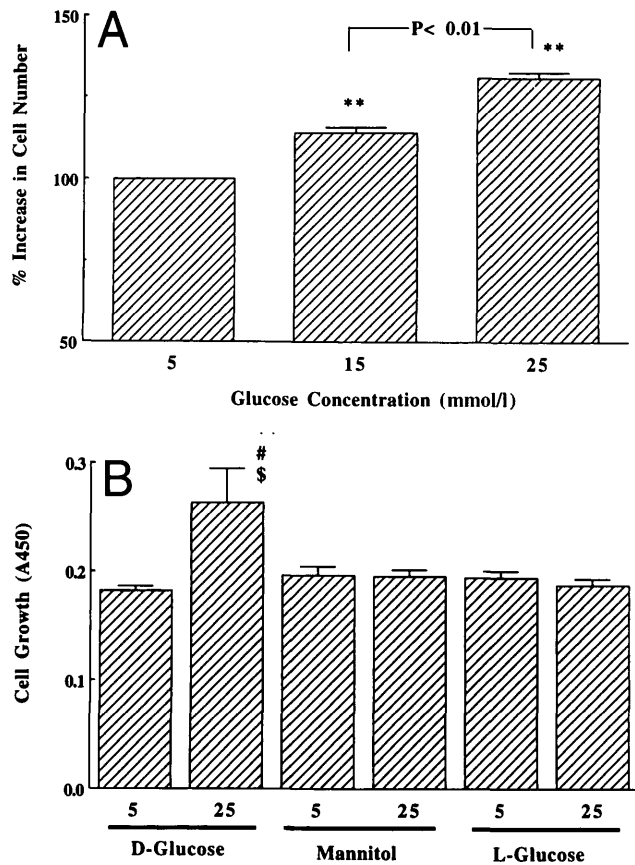 A
150
P< 0.01
**
**
100
50
% Increase in Cell Number
5 15 25
Glucose Concentration (mmol/l)
B
#
$
0.3
0.2
0.1
0.0
Cell Growth (A450)
5 25 5 25 5 25
D-Glucose Mannitol L-Glucose